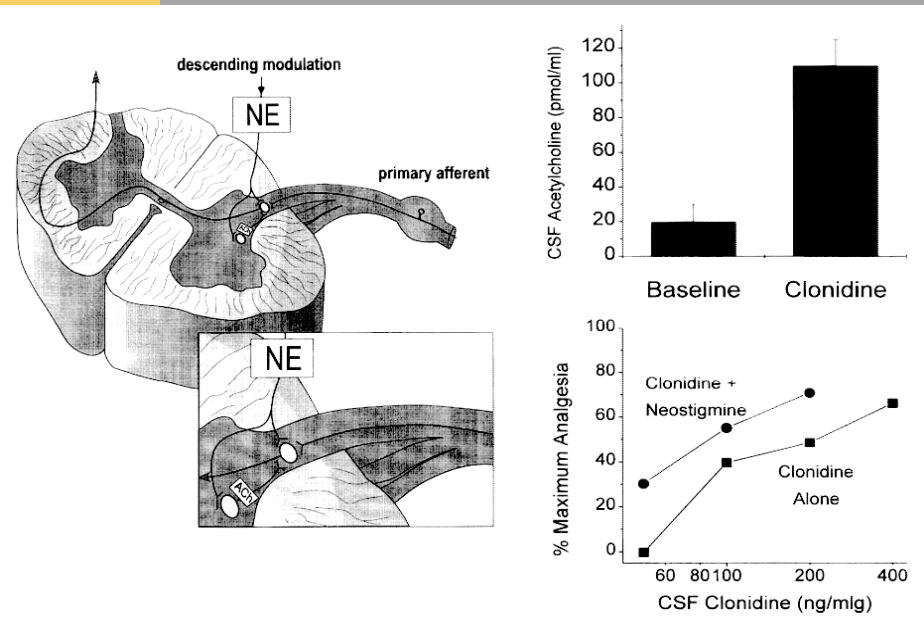 descending modulation
NE
primary afferent
NE
ACh
CSF Acetylcholine (pmol/ml)
120
100
80
60
40
20
0
Baseline
Clonidine
% Maximum Analgesia
100
80
60
40
20
0
Clonidine +
Neostigmine
Clonidine
Alone
60
80
100
200
400
CSF Clonidine (ng/mlg)